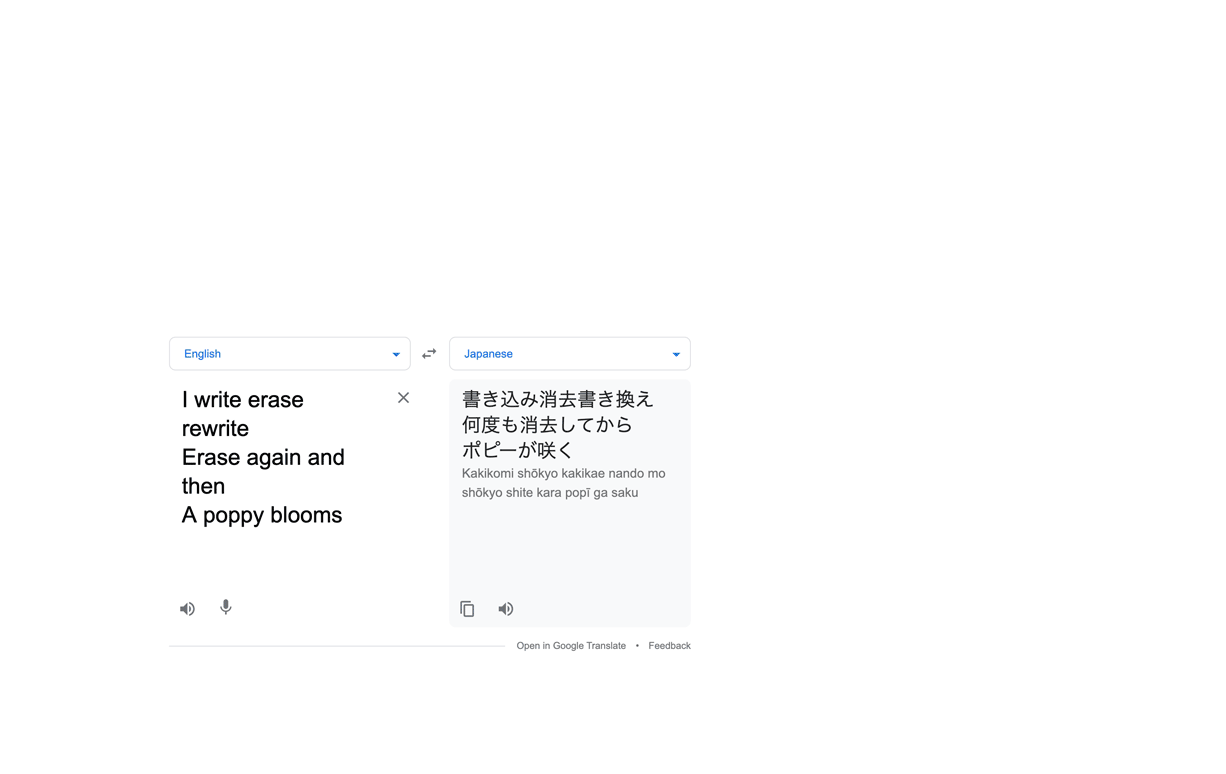 English
Japanese
I write erase
rewrite
Erase again and
then
A poppy blooms
書き込み消去書き換え
何度も消去してから
ポピーが咲く
Kakikomi shōkyo kakikae nando mo
shōkyo shite kara popī ga saku
Open in Google Translate • Feedback